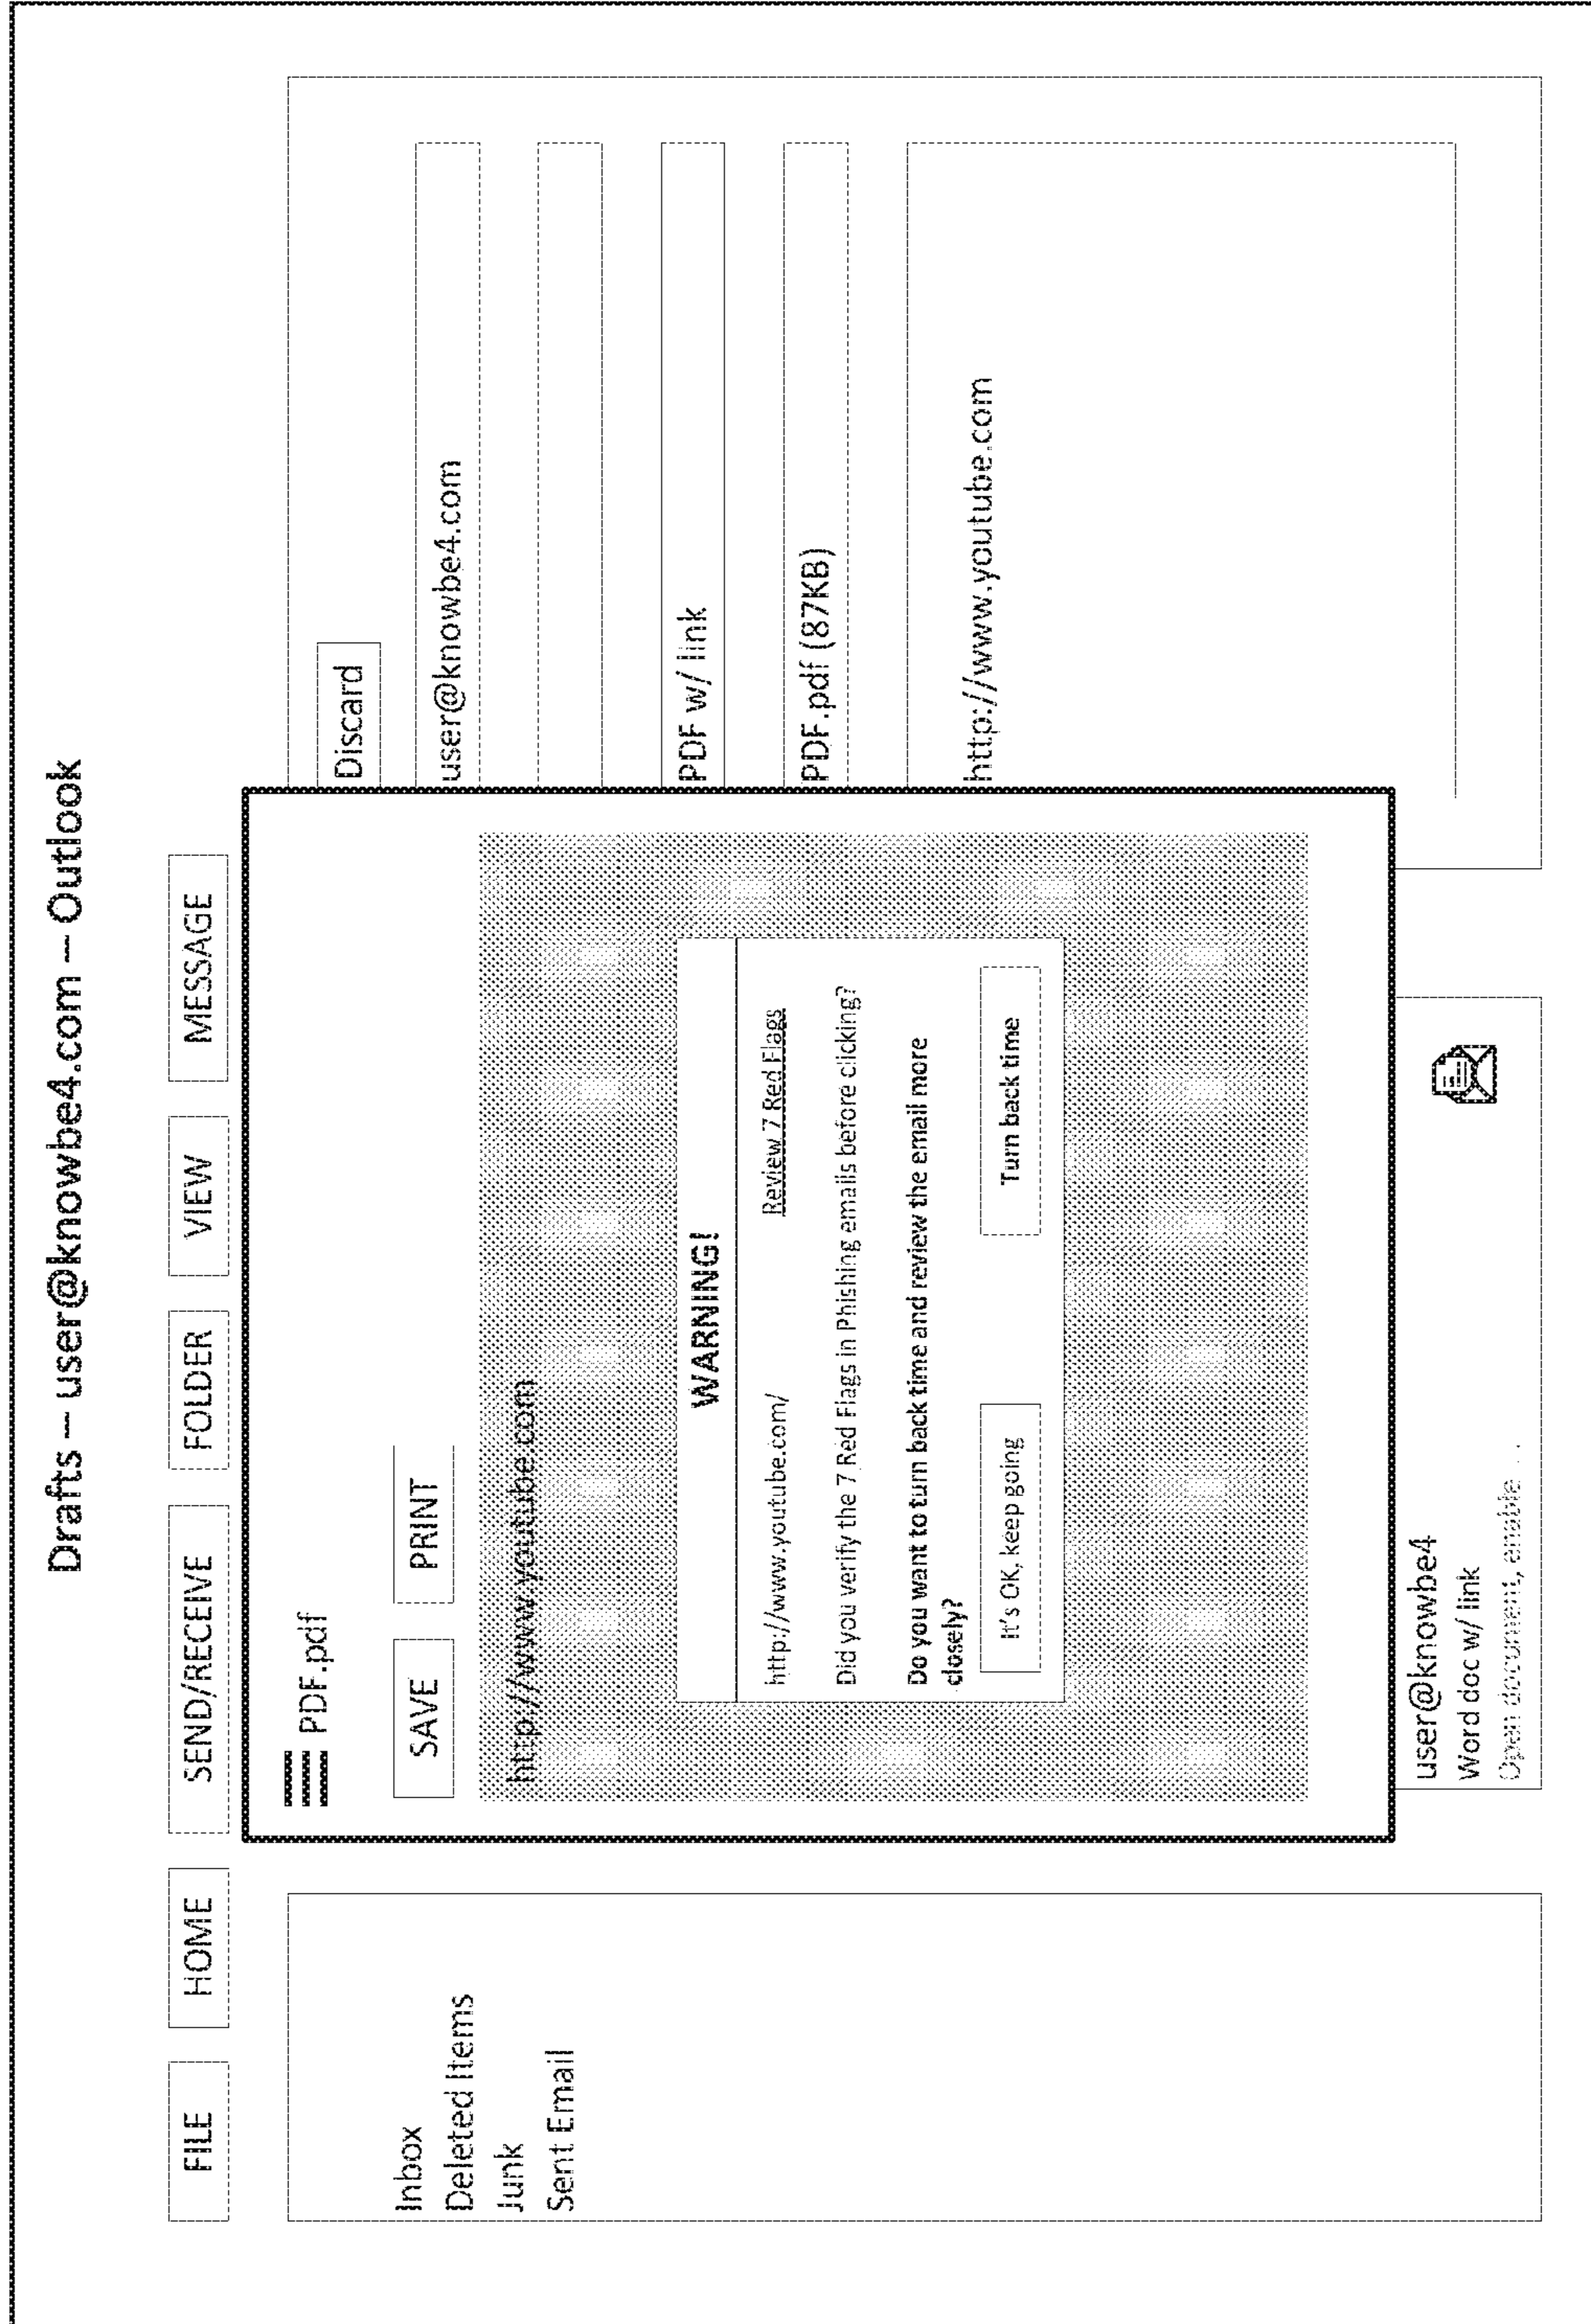 Drafts – user@knowbe4.com – Outlook
FILE
HOME
SEND/RECEIVE
FOLDER
VIEW
MESSAGE
Inbox
Deleted Items
Junk
Sent Email
PDF.pdf
SAVE
PRINT
http://www.youtube.com
WARNING!
http://www.youtube.com/
Review 7 Red Flags
Did you verify the 7 Red Flags in Phishing emails before clicking?
Do you want to turn back time and review the email more
closely?
It's OK, keep going
Turn back time
user@knowbe4
Word doc w/ link
Open document, enable . . .
Discard
user@knowbe4.com
PDF w/ link
PDF.pdf (87KB)
http://www.youtube.com